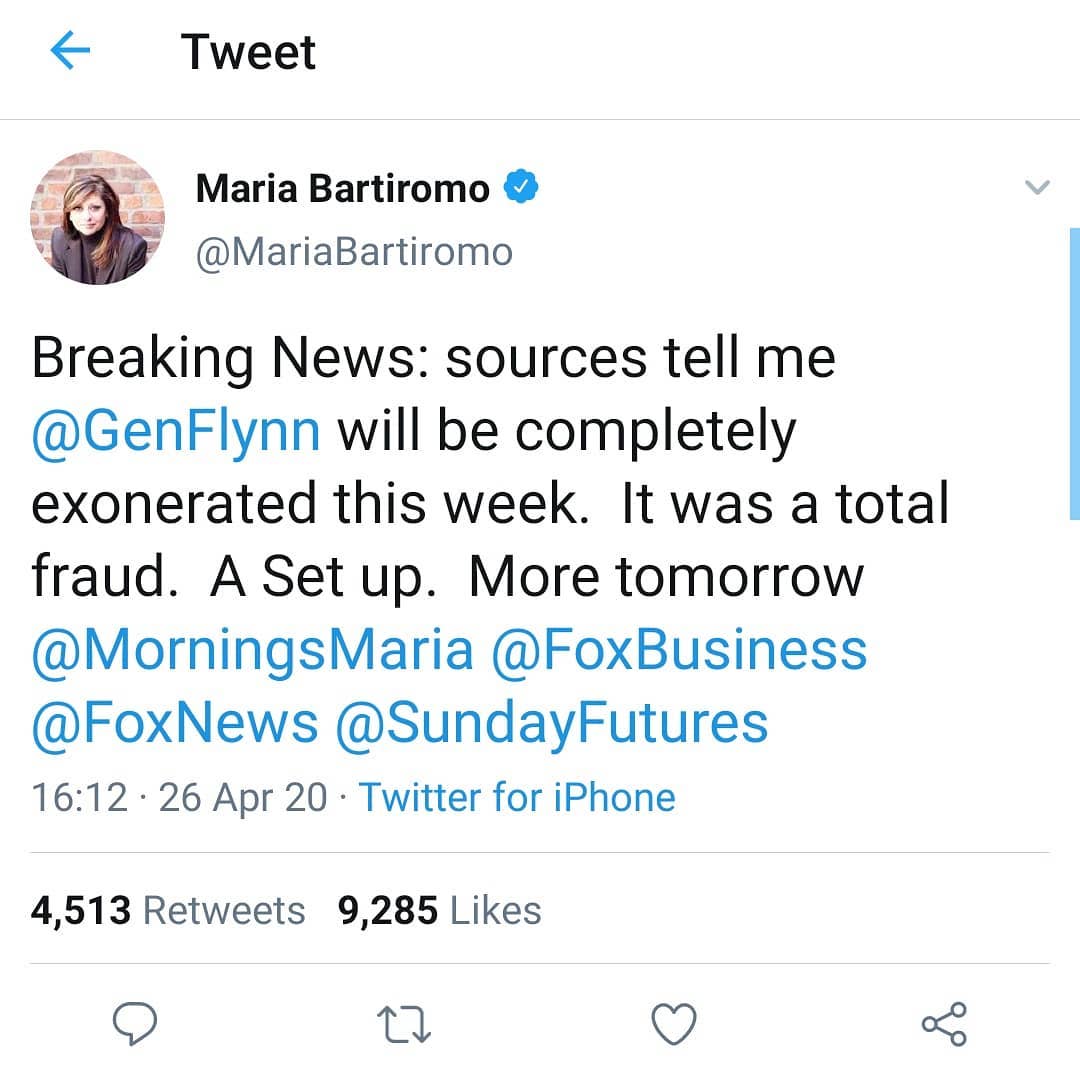 Tweet
Maria Bartiromo
@MariaBartiromo
Breaking News: sources tell me
@GenFlynn will be completely
exonerated this week.  It was a total
fraud.  A Set up.  More tomorrow
@MorningsMaria @FoxBusiness
@FoxNews @SundayFutures
16:12 · 26 Apr 20 · Twitter for iPhone
4,513 Retweets 9,285 Likes